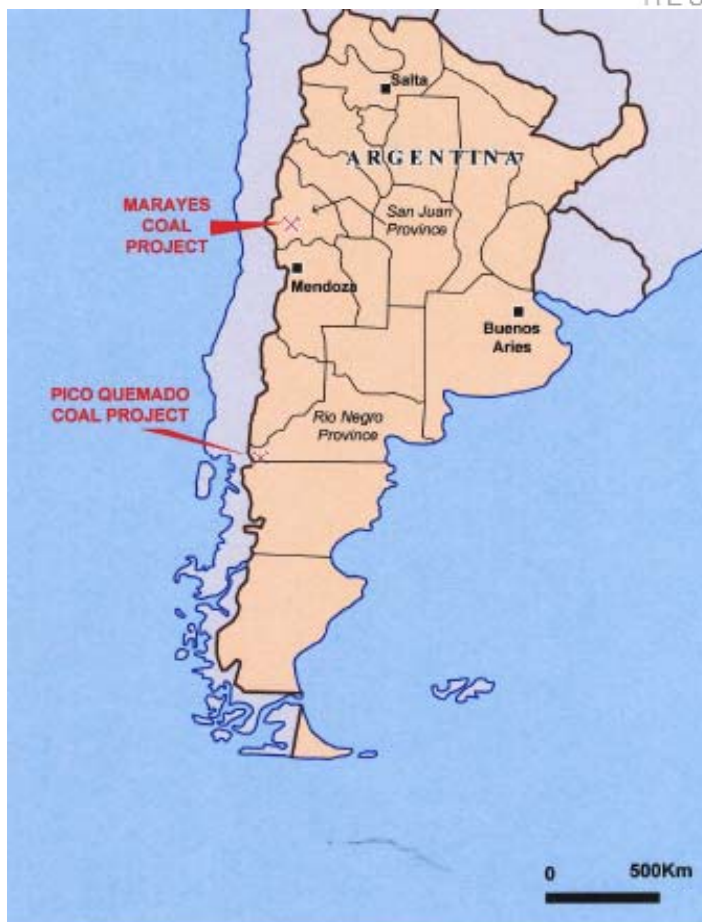 Salta
ARGENTINA
MARAYES
COAL
PROJECT
San Juan
Province
Mendoza
Buenos
Aries
PICO QUEMADO
COAL PROJECT
Rio Negro
Province
0 500Km